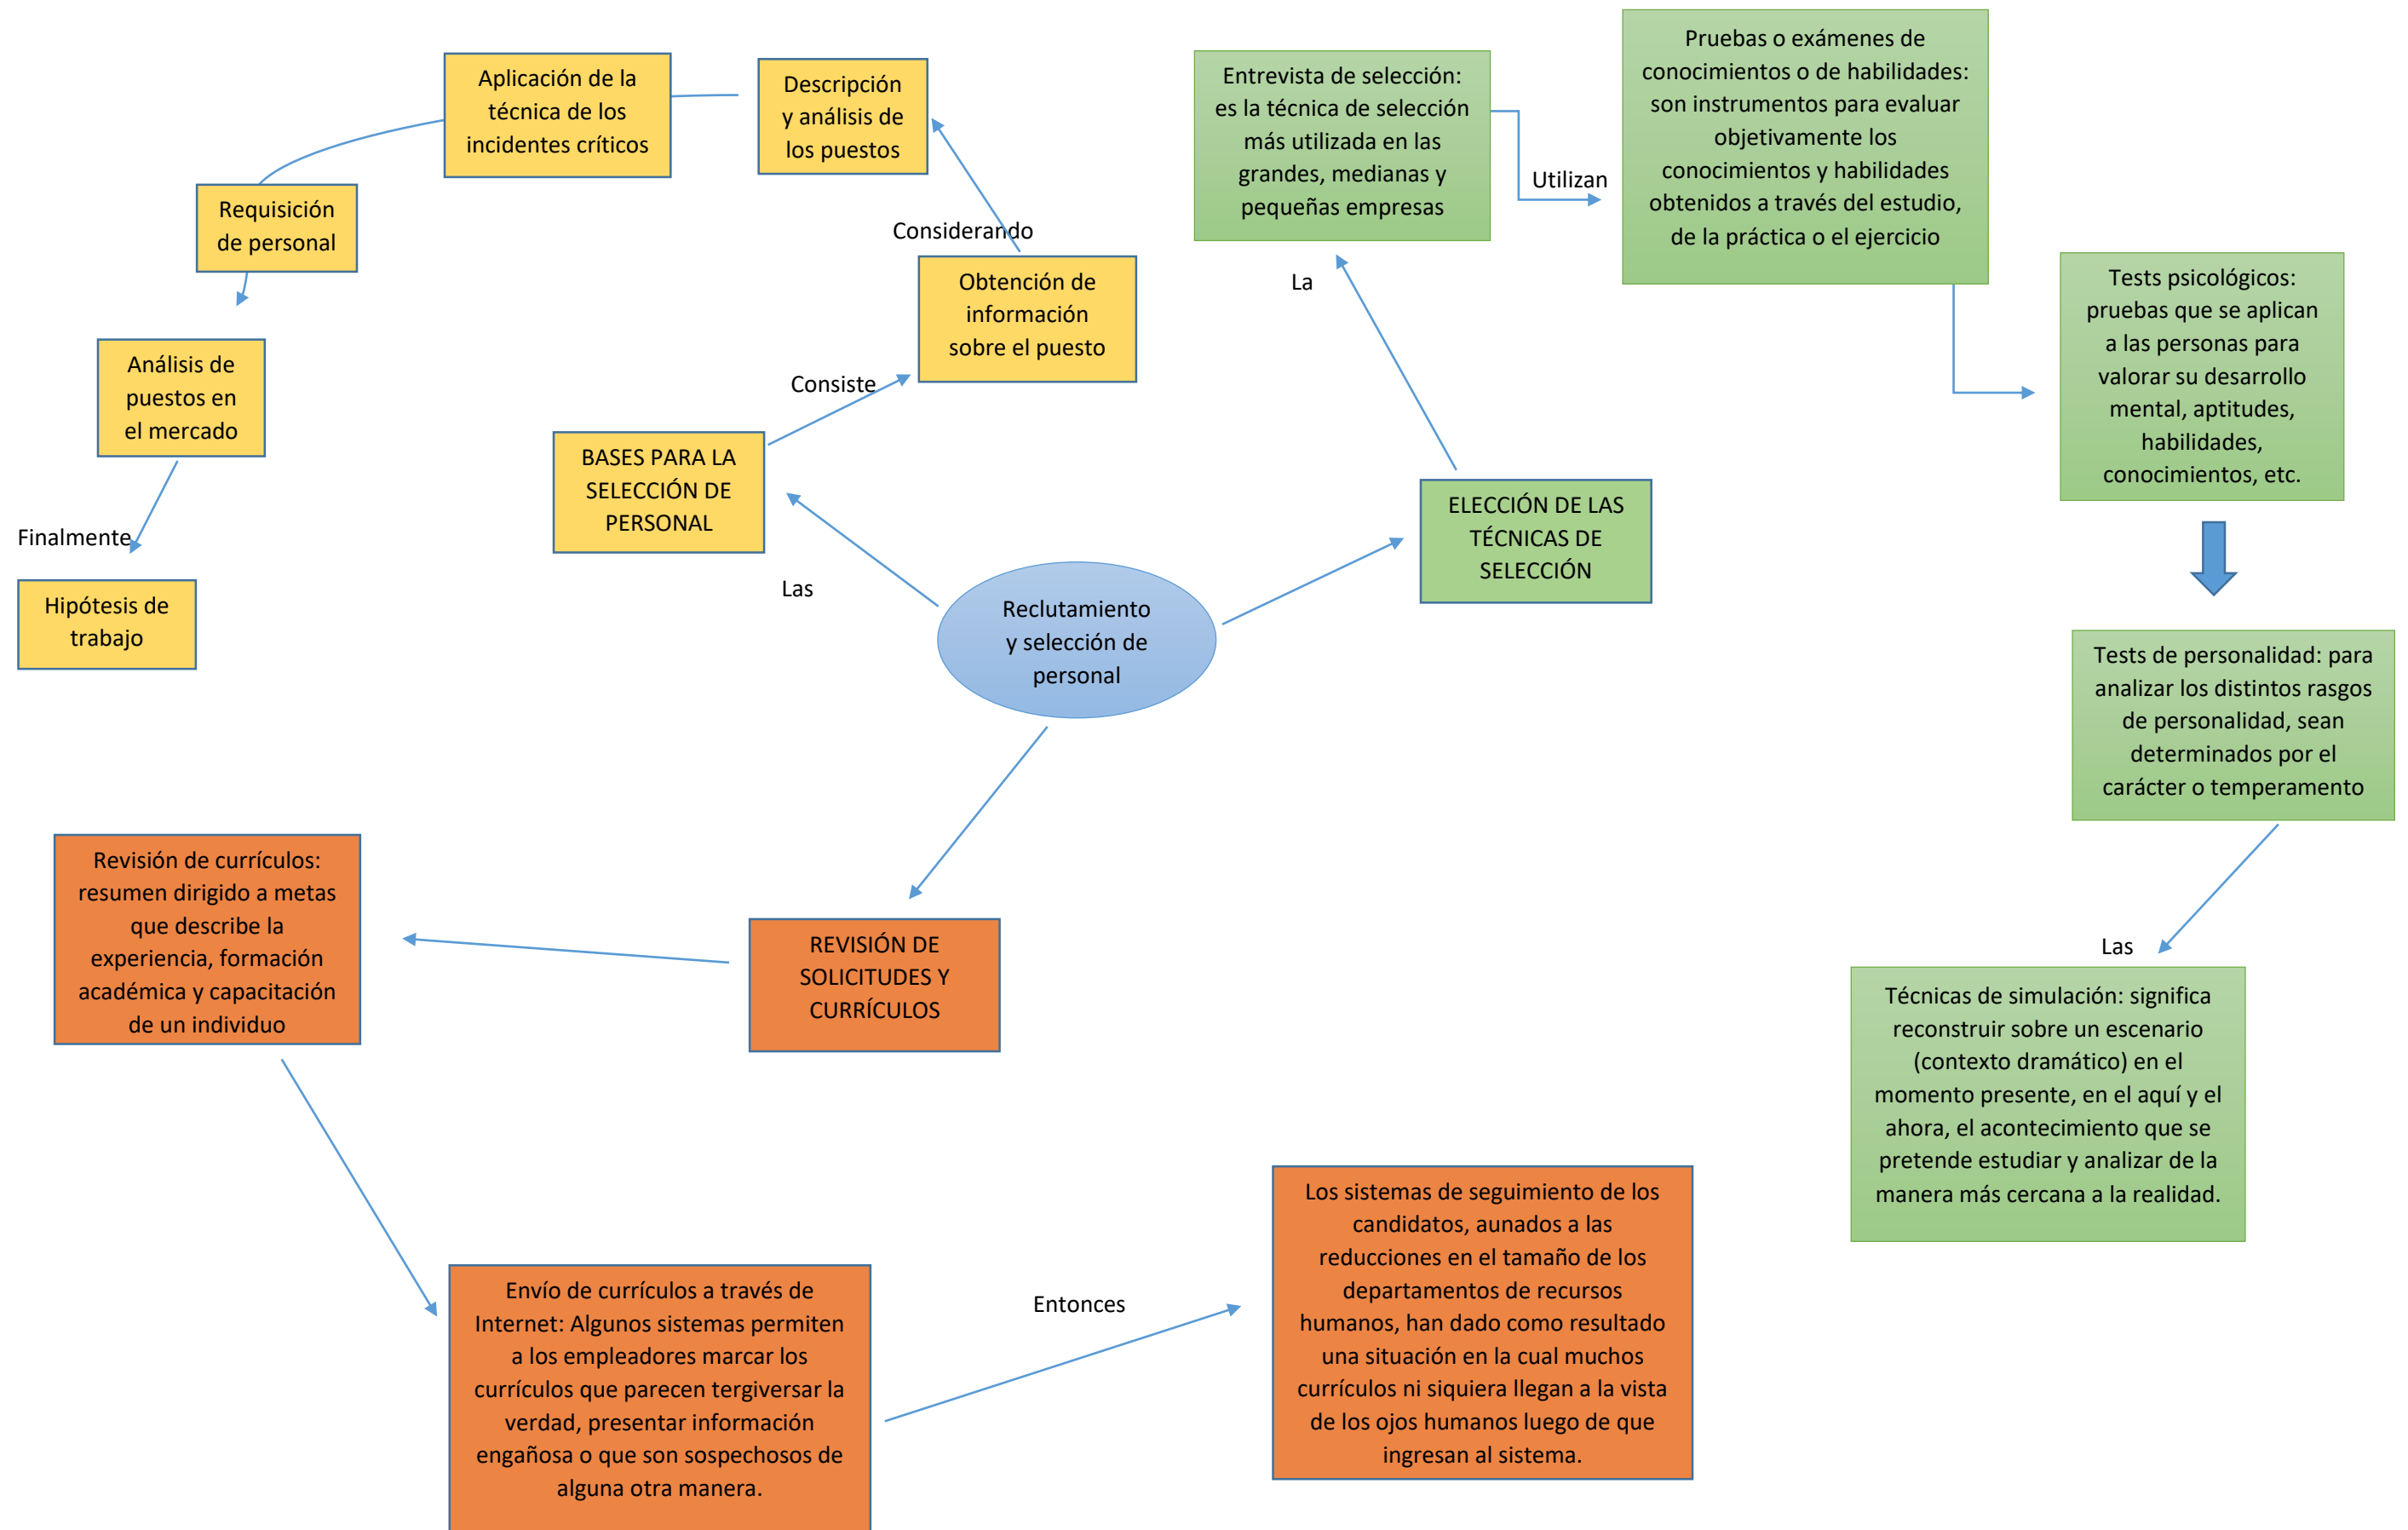 Reclutamiento
y selección de
personal
Las
BASES PARA LA
SELECCIÓN DE
PERSONAL
Consiste
Obtención de
información
sobre el puesto
Considerando
Descripción
y análisis de
los puestos
Aplicación de la
técnica de los
incidentes críticos
Requisición
de personal
Análisis de
puestos en
el mercado
Finalmente
Hipótesis de
trabajo
ELECCIÓN DE LAS
TÉCNICAS DE
SELECCIÓN
La
Entrevista de selección:
es la técnica de selección
más utilizada en las
grandes, medianas y
pequeñas empresas
Utilizan
Pruebas o exámenes de
conocimientos o de habilidades:
son instrumentos para evaluar
objetivamente los
conocimientos y habilidades
obtenidos a través del estudio,
de la práctica o el ejercicio
Tests psicológicos:
pruebas que se aplican
a las personas para
valorar su desarrollo
mental, aptitudes,
habilidades,
conocimientos, etc.
Tests de personalidad: para
analizar los distintos rasgos
de personalidad, sean
determinados por el
carácter o temperamento
Las
Técnicas de simulación: significa
reconstruir sobre un escenario
(contexto dramático) en el
momento presente, en el aquí y el
ahora, el acontecimiento que se
pretende estudiar y analizar de la
manera más cercana a la realidad.
REVISIÓN DE
SOLICITUDES Y
CURRÍCULOS
Revisión de currículos:
resumen dirigido a metas
que describe la
experiencia, formación
académica y capacitación
de un individuo
Envío de currículos a través de
Internet: Algunos sistemas permiten
a los empleadores marcar los
currículos que parecen tergiversar la
verdad, presentar información
engañosa o que son sospechosos de
alguna otra manera.
Entonces
Los sistemas de seguimiento de los
candidatos, aunados a las
reducciones en el tamaño de los
departamentos de recursos
humanos, han dado como resultado
una situación en la cual muchos
currículos ni siquiera llegan a la vista
de los ojos humanos luego de que
ingresan al sistema.